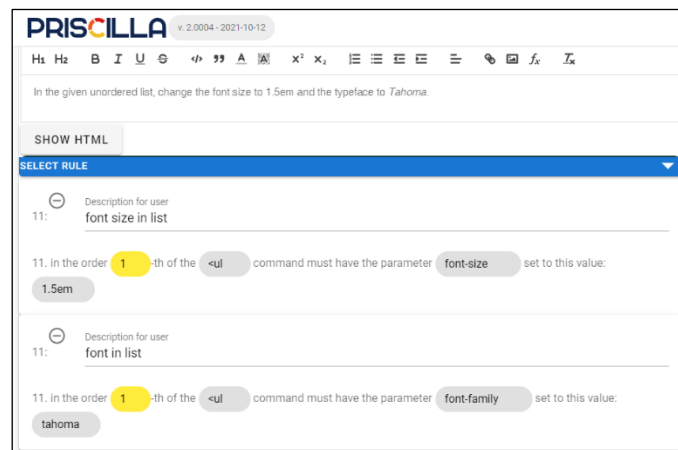 PRISCILLA v. 2.0004 - 2021-10-12
H1 H2 B I U S </> ” A A X² X₂ fx Tx
In the given unordered list, change the font size to 1.5em and the typeface to Tahoma.
SHOW HTML
SELECT RULE
Description for user
11: font size in list
11. in the order 1 -th of the <ul command must have the parameter font-size set to this value:
1.5em
Description for user
11: font in list
11. in the order 1 -th of the <ul command must have the parameter font-family set to this value:
tahoma